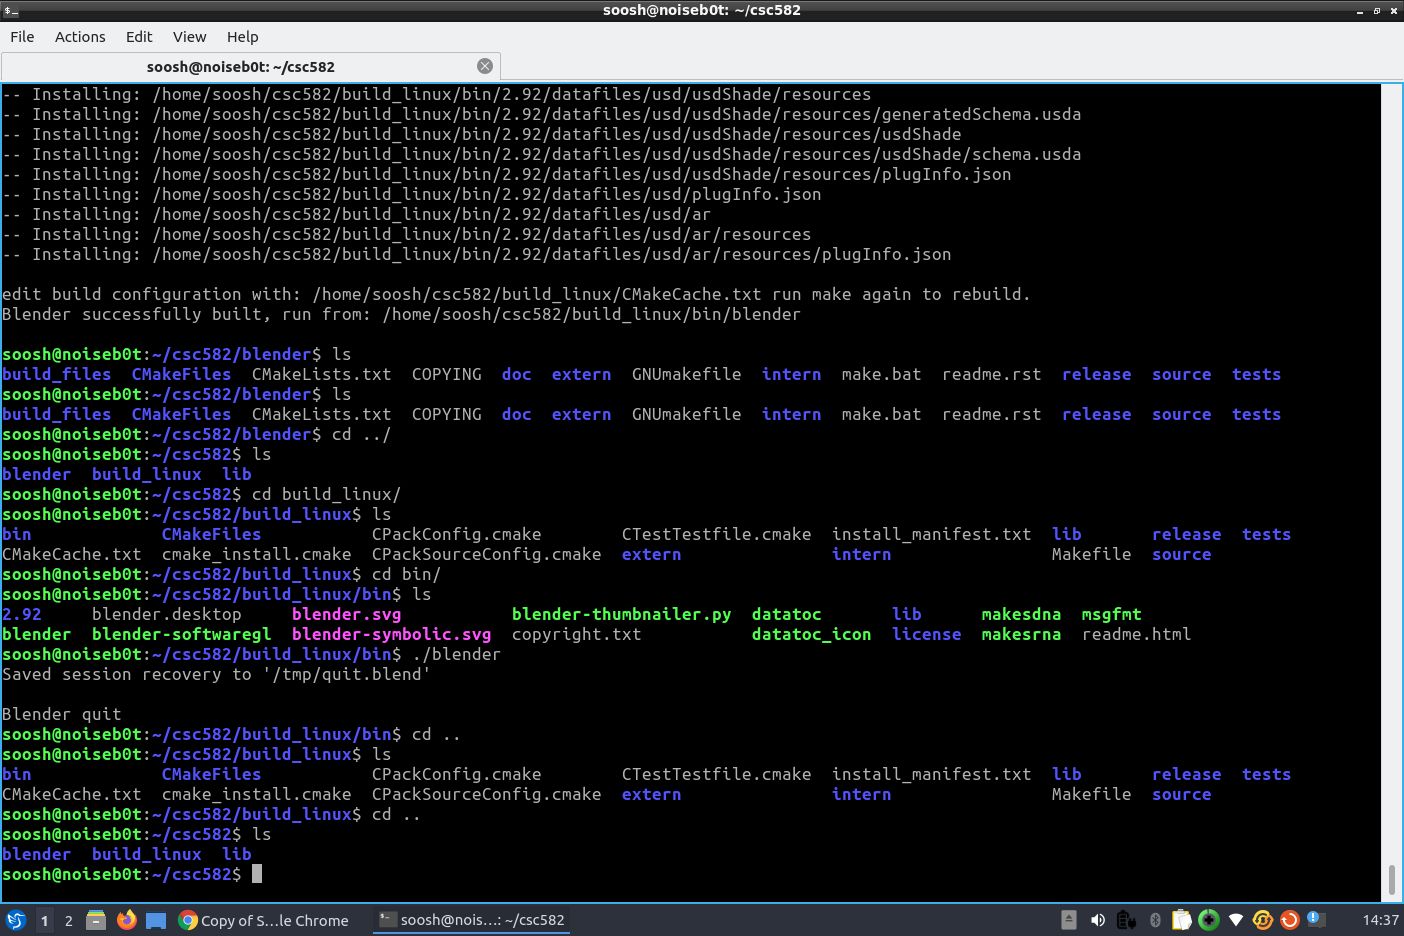 soosh@noiseb0t: ~/csc582
File Actions Edit View Help
soosh@noiseb0t: ~/csc582
-- Installing: /home/soosh/csc582/build_linux/bin/2.92/datafiles/usd/usdShade/resources
-- Installing: /home/soosh/csc582/build_linux/bin/2.92/datafiles/usd/usdShade/resources/generatedSchema.usda
-- Installing: /home/soosh/csc582/build_linux/bin/2.92/datafiles/usd/usdShade/resources/usdShade
-- Installing: /home/soosh/csc582/build_linux/bin/2.92/datafiles/usd/usdShade/resources/usdShade/schema.usda
-- Installing: /home/soosh/csc582/build_linux/bin/2.92/datafiles/usd/usdShade/resources/plugInfo.json
-- Installing: /home/soosh/csc582/build_linux/bin/2.92/datafiles/usd/plugInfo.json
-- Installing: /home/soosh/csc582/build_linux/bin/2.92/datafiles/usd/ar
-- Installing: /home/soosh/csc582/build_linux/bin/2.92/datafiles/usd/ar/resources
-- Installing: /home/soosh/csc582/build_linux/bin/2.92/datafiles/usd/ar/resources/plugInfo.json
edit build configuration with: /home/soosh/csc582/build_linux/CMakeCache.txt run make again to rebuild.
Blender successfully built, run from: /home/soosh/csc582/build_linux/bin/blender
soosh@noiseb0t:~/csc582/blender$ ls
build_files CMakeFiles CMakeLists.txt COPYING doc extern GNUmakefile intern make.bat readme.rst release source tests
soosh@noiseb0t:~/csc582/blender$ ls
build_files CMakeFiles CMakeLists.txt COPYING doc extern GNUmakefile intern make.bat readme.rst release source tests
soosh@noiseb0t:~/csc582/blender$ cd ../
soosh@noiseb0t:~/csc582$ ls
blender build_linux lib
soosh@noiseb0t:~/csc582$ cd build_linux/
soosh@noiseb0t:~/csc582/build_linux$ ls
bin CMakeFiles CPackConfig.cmake CTestTestfile.cmake install_manifest.txt lib release tests
CMakeCache.txt cmake_install.cmake CPackSourceConfig.cmake extern intern Makefile source
soosh@noiseb0t:~/csc582/build_linux$ cd bin/
soosh@noiseb0t:~/csc582/build_linux/bin$ ls
2.92 blender.desktop blender.svg blender-thumbnailer.py datatoc lib makesdna msgfmt
blender blender-softwaregl blender-symbolic.svg copyright.txt datatoc_icon license makesrna readme.html
soosh@noiseb0t:~/csc582/build_linux/bin$ ./blender
Saved session recovery to '/tmp/quit.blend'
Blender quit
soosh@noiseb0t:~/csc582/build_linux/bin$ cd ..
soosh@noiseb0t:~/csc582/build_linux$ ls
bin CMakeFiles CPackConfig.cmake CTestTestfile.cmake install_manifest.txt lib release tests
CMakeCache.txt cmake_install.cmake CPackSourceConfig.cmake extern intern Makefile source
soosh@noiseb0t:~/csc582/build_linux$ cd ..
soosh@noiseb0t:~/csc582$ ls
blender build_linux lib
soosh@noiseb0t:~/csc582$
1 2 Copy of S...le Chrome soosh@nois...: ~/csc582 14:37